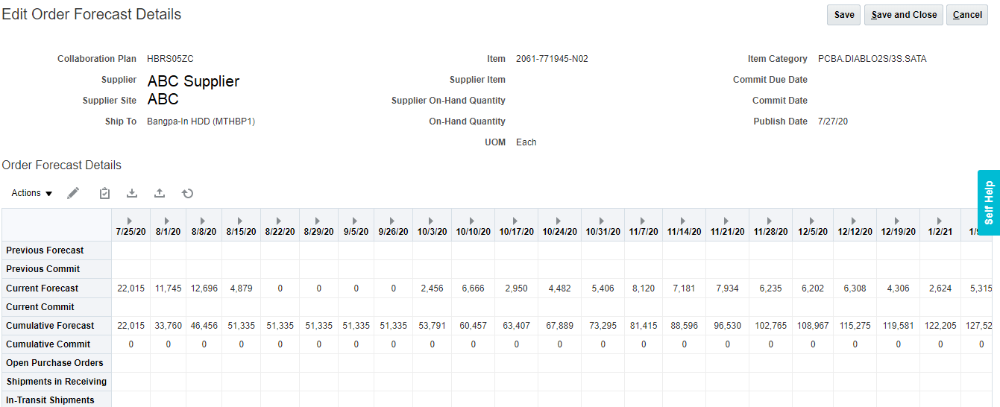 Edit Order Forecast Details
Save Save and Close Cancel
Collaboration Plan HBRS05ZC Item 2061-771945-N02 Item Category PCBA.DIABLO2S/3S.SATA
Supplier ABC Supplier Supplier Item Commit Due Date
Supplier Site ABC Supplier On-Hand Quantity Commit Date
Ship To Bangpa-In HDD (MTHBP1) On-Hand Quantity Publish Date 7/27/20
UOM Each
Order Forecast Details
Self Help
Actions
7/25/20 8/1/20 8/8/20 8/15/20 8/22/20 8/29/20 9/5/20 9/26/20 10/3/20 10/10/20 10/17/20 10/24/20 10/31/20 11/7/20 11/14/20 11/21/20 11/28/20 12/5/20 12/12/20 12/19/20 1/2/21
Previous Forecast
Previous Commit
Current Forecast 22,015 11,745 12,696 4,879 0 0 0 0 2,456 6,666 2,950 4,482 5,406 8,120 7,181 7,934 6,235 6,202 6,308 4,306 2,624 5,315
Current Commit
Cumulative Forecast 22,015 33,760 46,456 51,335 51,335 51,335 51,335 51,335 53,791 60,457 63,407 67,889 73,295 81,415 88,596 96,530 102,765 108,967 115,275 119,581 122,205 127,52
Cumulative Commit 0 0 0 0 0 0 0 0 0 0 0 0 0 0 0 0 0 0 0 0 0 0
Open Purchase Orders
Shipments in Receiving
In-Transit Shipments